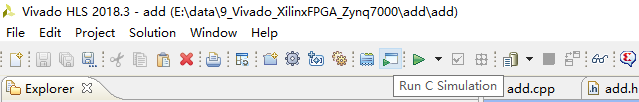 Vivado HLS 2018.3 - add (E:\data\9_Vivado_XilinxFPGA_Zynq7000\add\add)
File Edit Project Solution Window Help
Explorer Run C Simulation add.cpp add.h